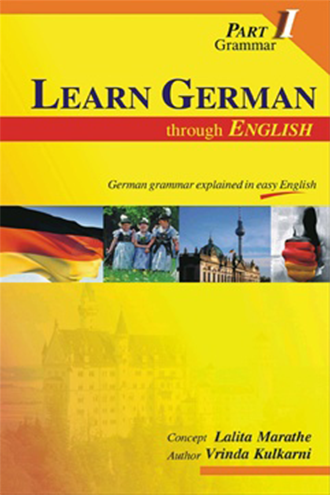 PART I
Grammar
LEARN GERMAN
through ENGLISH
German grammar explained in easy English
Concept Lalita Marathe
Author Vrinda Kulkarni